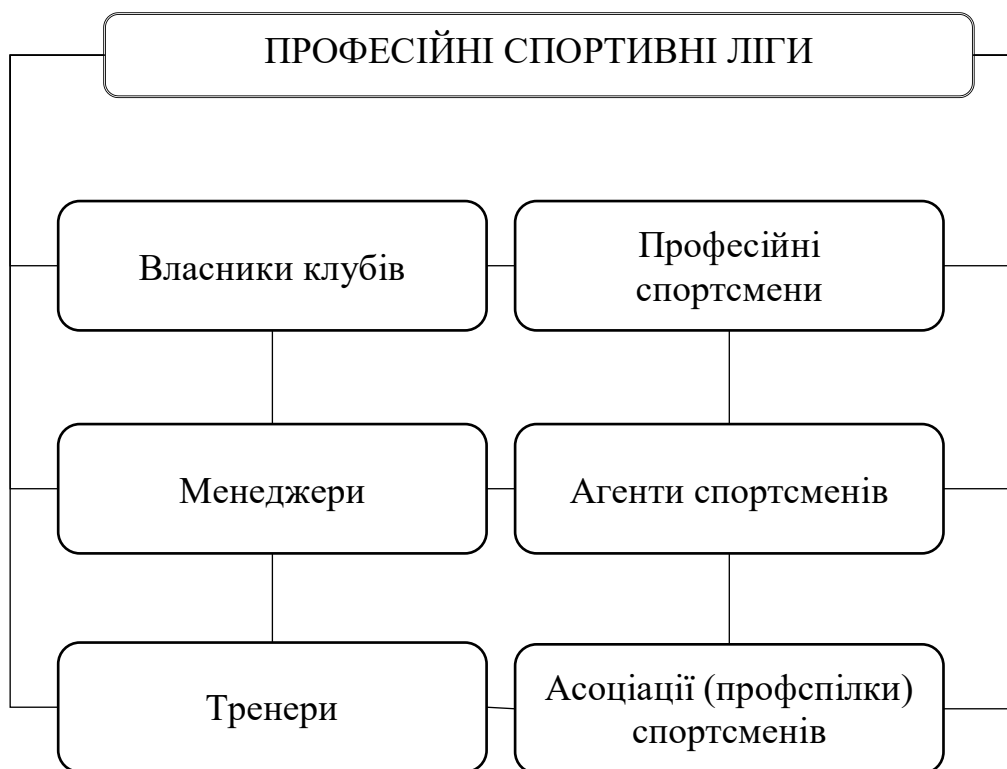 ПРОФЕСІЙНІ СПОРТИВНІ ЛІГИ
Власники клубів
Професійні
спортсмени
Менеджери
Агенти спортсменів
Тренери
Асоціації (профспілки)
спортсменів